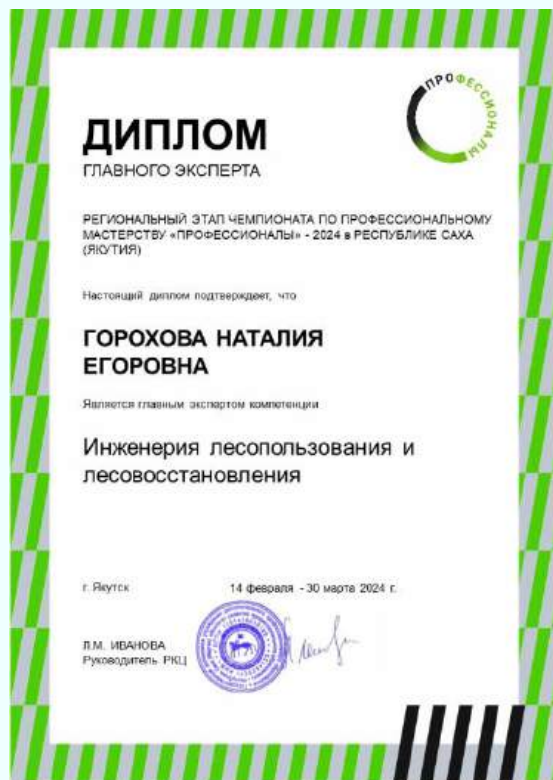 ПРОФЕССИОНАЛЫ
ДИПЛОМ
ГЛАВНОГО ЭКСПЕРТА
РЕГИОНАЛЬНЫЙ ЭТАП ЧЕМПИОНАТА ПО ПРОФЕССИОНАЛЬНОМУ
МАСТЕРСТВУ «ПРОФЕССИОНАЛЫ» - 2024 в РЕСПУБЛИКЕ САХА
(ЯКУТИЯ)
Настоящий диплом подтверждает, что
ГОРОХОВА НАТАЛИЯ
ЕГОРОВНА
Является главным экспертом компетенции
Инженерия лесопользования и
лесовосстановления
г. Якутск 14 февраля - 30 марта 2024 г.
Л.М. ИВАНОВА
Руководитель РКЦ